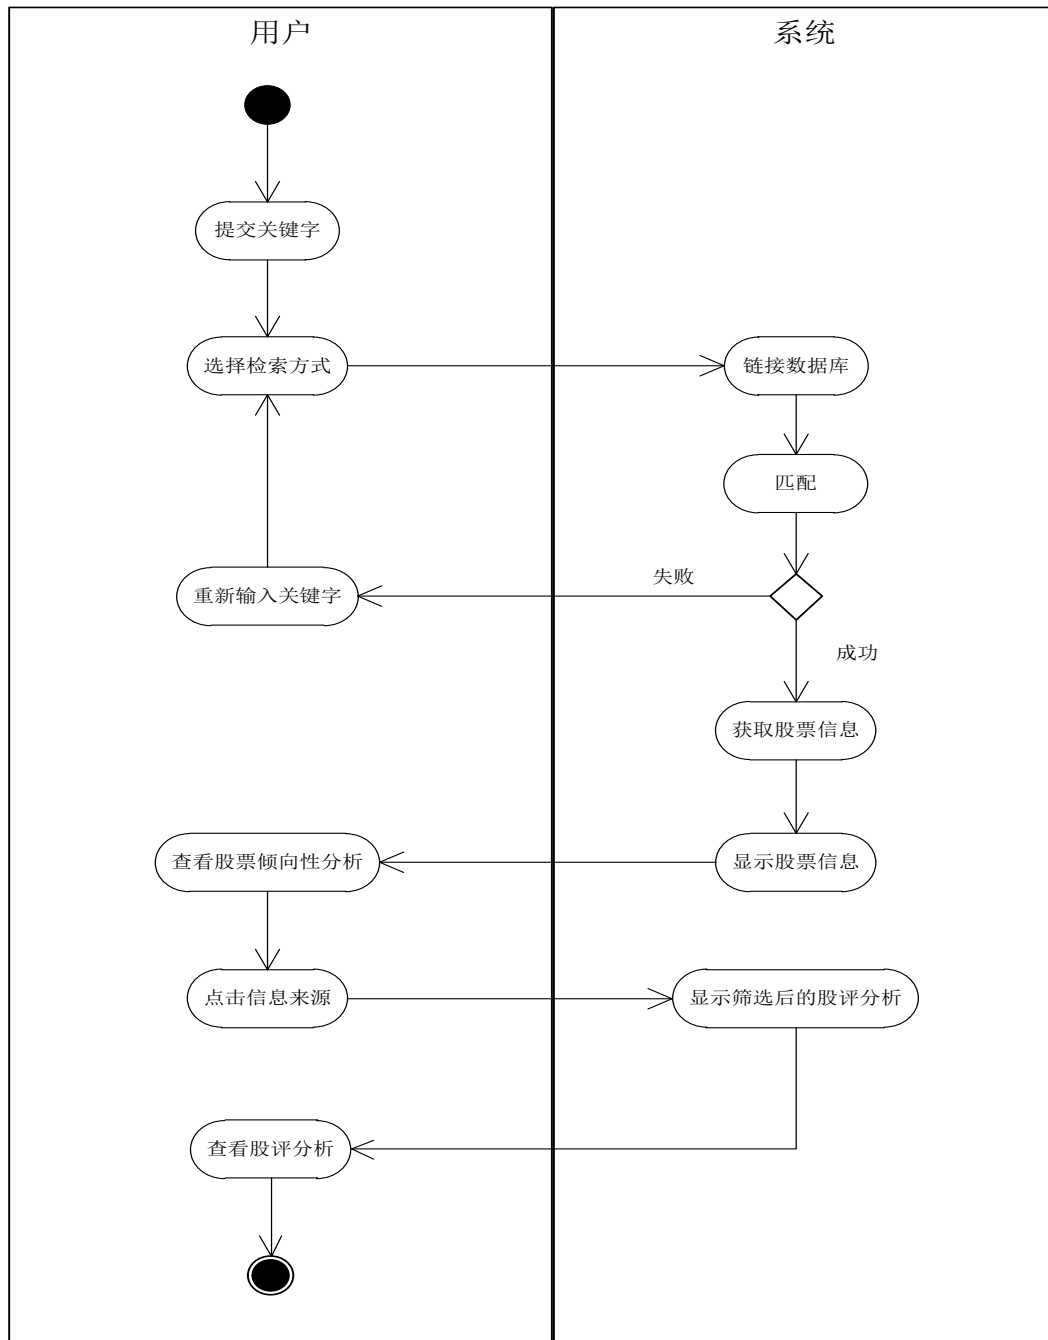 用户
系统
提交关键字
选择检索方式
链接数据库
匹配
失败
重新输入关键字
成功
获取股票信息
查看股票倾向性分析
显示股票信息
点击信息来源
显示筛选后的股评分析
查看股评分析